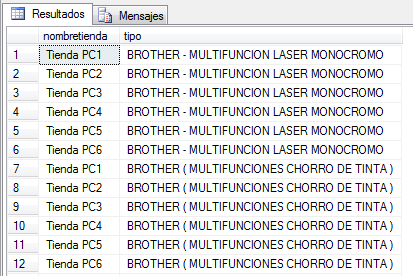 Resultados Mensajes
nombretienda tipo
1 Tienda PC1 BROTHER - MULTIFUNCION LASER MONOCROMO
2 Tienda PC2 BROTHER - MULTIFUNCION LASER MONOCROMO
3 Tienda PC3 BROTHER - MULTIFUNCION LASER MONOCROMO
4 Tienda PC4 BROTHER - MULTIFUNCION LASER MONOCROMO
5 Tienda PC5 BROTHER - MULTIFUNCION LASER MONOCROMO
6 Tienda PC6 BROTHER - MULTIFUNCION LASER MONOCROMO
7 Tienda PC1 BROTHER ( MULTIFUNCIONES CHORRO DE TINTA )
8 Tienda PC2 BROTHER ( MULTIFUNCIONES CHORRO DE TINTA )
9 Tienda PC3 BROTHER ( MULTIFUNCIONES CHORRO DE TINTA )
10 Tienda PC4 BROTHER ( MULTIFUNCIONES CHORRO DE TINTA )
11 Tienda PC5 BROTHER ( MULTIFUNCIONES CHORRO DE TINTA )
12 Tienda PC6 BROTHER ( MULTIFUNCIONES CHORRO DE TINTA )